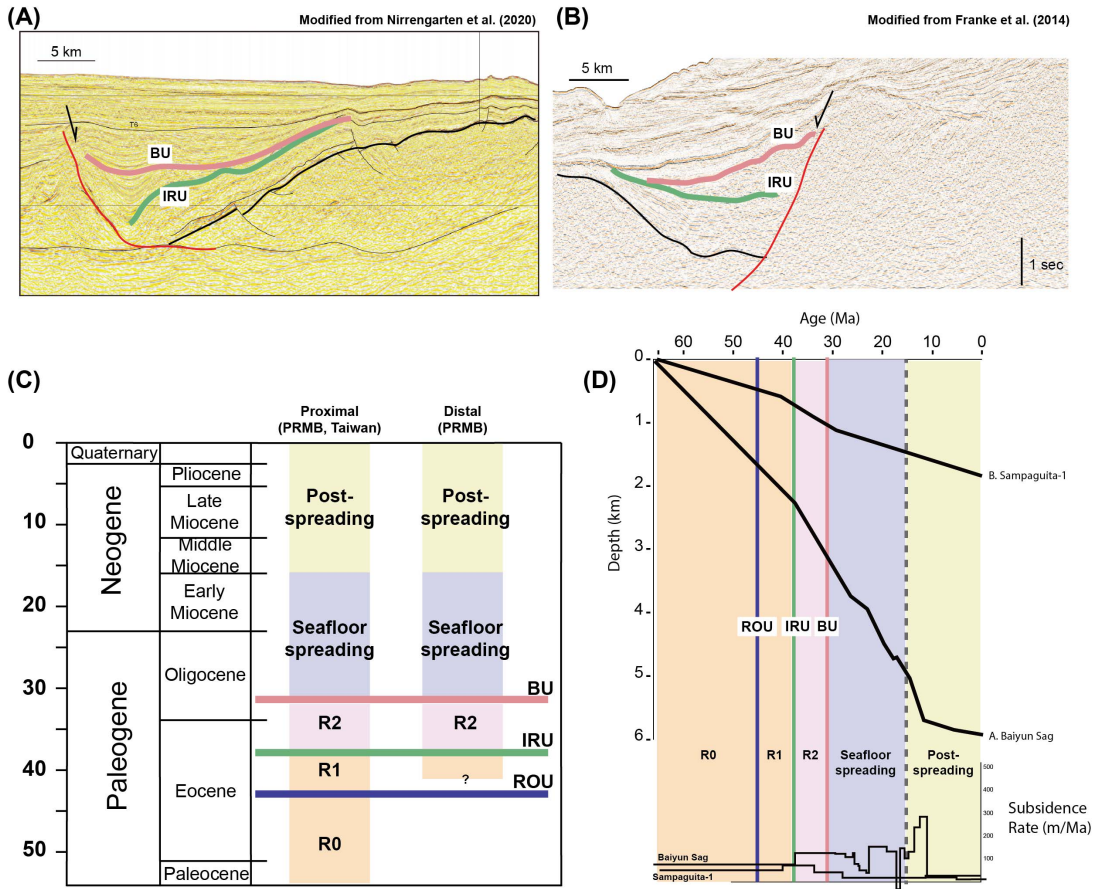 (A)
Modified from Nirrengarten et al. (2020)
5 km
T6
BU
IRU
(B)
Modified from Franke et al. (2014)
5 km
BU
IRU
1 sec
(C)
Proximal
(PRMB, Taiwan)
Distal
(PRMB)
0
10
20
30
40
50
Neogene
Paleogene
Quaternary
Pliocene
Late
Miocene
Middle
Miocene
Early
Miocene
Oligocene
Eocene
Paleocene
Post-
spreading
Post-
spreading
Seafloor
spreading
Seafloor
spreading
BU
R2
R2
IRU
R1
?
ROU
R0
(D)
Age (Ma)
60
50
40
30
20
10
0
Depth (km)
0
1
2
3
4
5
6
B. Sampaguita-1
A. Baiyun Sag
ROU
IRU
BU
R0
R1
R2
Seafloor
spreading
Post-
spreading
500
400
300
200
100
Subsidence
Rate (m/Ma)
Baiyun Sag
Sampaguita-1